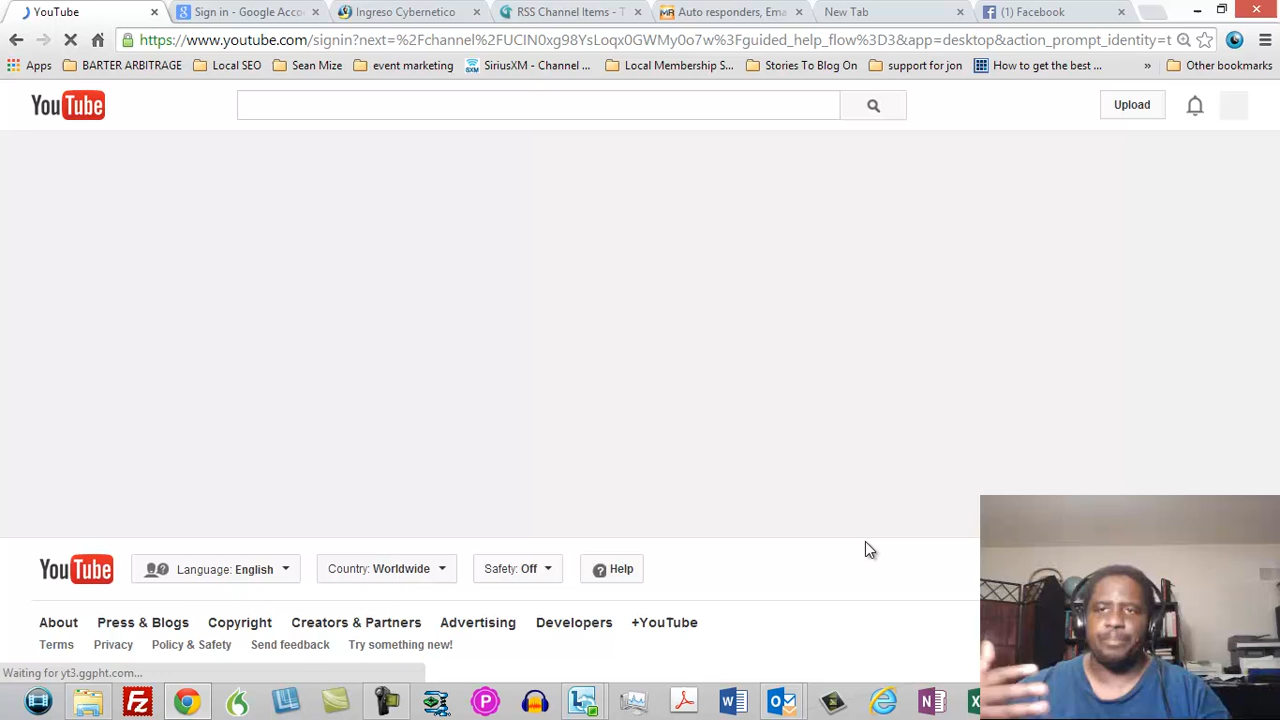 YouTube
Sign in - Google Acco
Ingreso Cybernetico
RSS Channel Items - T
Auto responders, Ema
New Tab
(1) Facebook
https://www.youtube.com/signin?next=%2Fchannel%2FUCIN0xg98YsLoqx0GWMy0o7w%3Fguided_help_flow%3D3&app=desktop&action_prompt_identity=t
Apps BARTER ARBITRAGE Local SEO Sean Mize event marketing SiriusXM - Channel ... Local Membership S... Stories To Blog On support for jon How to get the best ... » Other bookmarks
YouTube Upload
YouTube Language: English Country: Worldwide Safety: Off Help
About Press & Blogs Copyright Creators & Partners Advertising Developers +YouTube
Terms Privacy Policy & Safety Send feedback Try something new!
Waiting for yt3.ggpht.com...